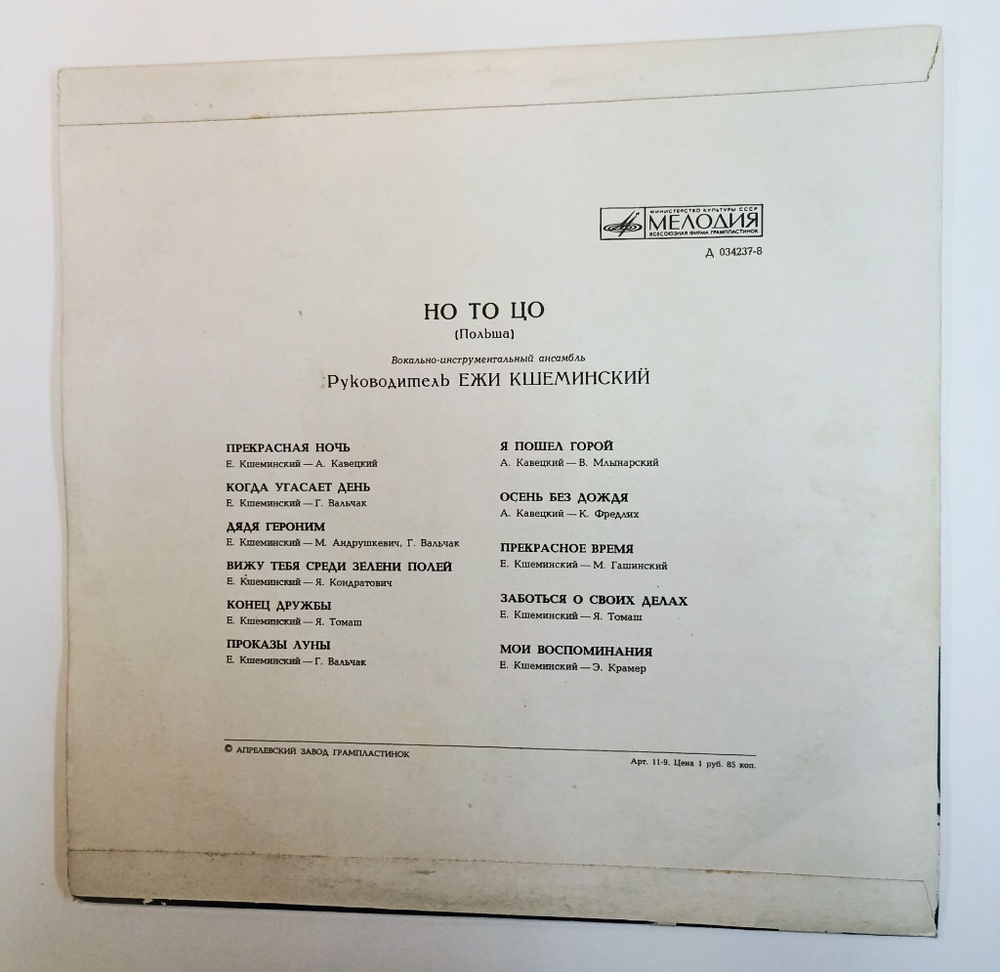 МИНИСТЕРСТВО КУЛЬТУРЫ СССР
МЕЛОДИЯ
ВСЕСОЮЗНАЯ ФИРМА ГРАМПЛАСТИНОК
Д 034237-8
НО ТО ЦО
(Польша)
Вокально-инструментальный ансамбль
Руководитель ЕЖИ КШЕМИНСКИЙ
ПРЕКРАСНАЯ НОЧЬ
Е. Кшеминский — А. Кавецкий
КОГДА УГАСАЕТ ДЕНЬ
Е. Кшеминский — Г. Вальчак
ДЯДЯ ГЕРОНИМ
Е. Кшеминский — М. Андрушкевич, Г. Вальчак
ВИЖУ ТЕБЯ СРЕДИ ЗЕЛЕНИ ПОЛЕЙ
Е. Кшеминский — Я. Кондратович
КОНЕЦ ДРУЖБЫ
Е. Кшеминский — Я. Томаш
ПРОКАЗЫ ЛУНЫ
Е. Кшеминский — Г. Вальчак
Я ПОШЕЛ ГОРОЙ
А. Кавецкий — В. Млынарский
ОСЕНЬ БЕЗ ДОЖДЯ
А. Кавецкий — К. Фредлих
ПРЕКРАСНОЕ ВРЕМЯ
Е. Кшеминский — М. Гашинский
ЗАБОТЬСЯ О СВОИХ ДЕЛАХ
Е. Кшеминский — Я. Томаш
МОИ ВОСПОМИНАНИЯ
Е. Кшеминский — Э. Крамер
© АПРЕЛЕВСКИЙ ЗАВОД ГРАМПЛАСТИНОК
Арт. 11-9. Цена 1 руб. 85 коп.